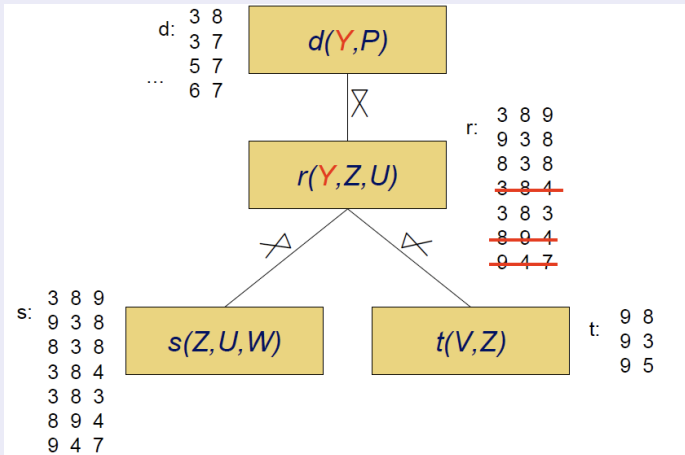 d:
3 8
3 7
5 7
...
6 7
d(Y,P)
r:
3 8 9
9 3 8
8 3 8
3 8 4
3 8 3
8 9 4
9 4 7
r(Y,Z,U)
s:
3 8 9
9 3 8
8 3 8
3 8 4
3 8 3
8 9 4
9 4 7
s(Z,U,W)
t(V,Z)
t:
9 8
9 3
9 5